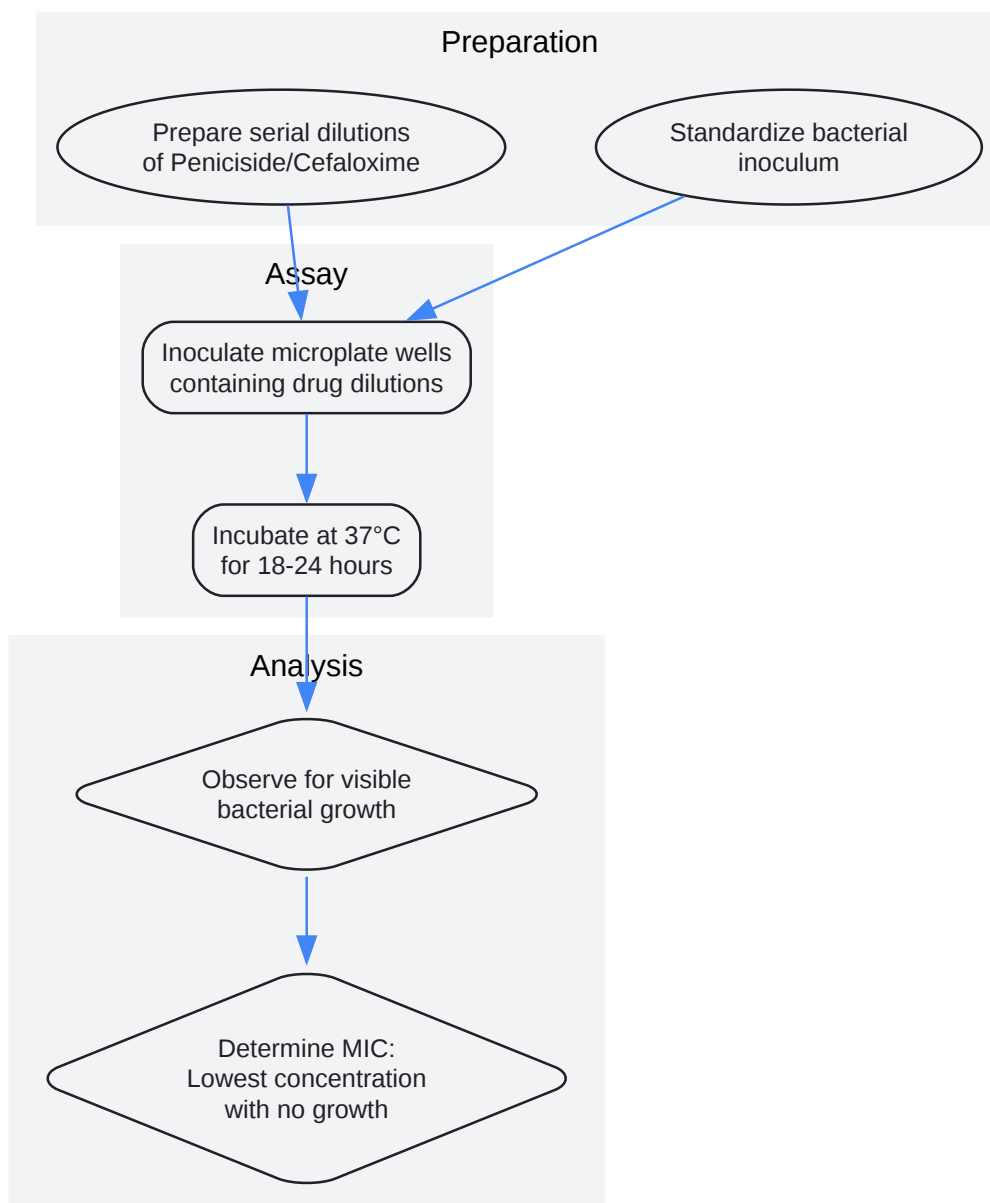 Preparation
Prepare serial dilutions
of Peniciside/Cefaloxime
Standardize bacterial
inoculum
Assay
Inoculate microplate wells
containing drug dilutions
Incubate at 37°C
for 18-24 hours
Analysis
Observe for visible
bacterial growth
Determine MIC:
Lowest concentration
with no growth